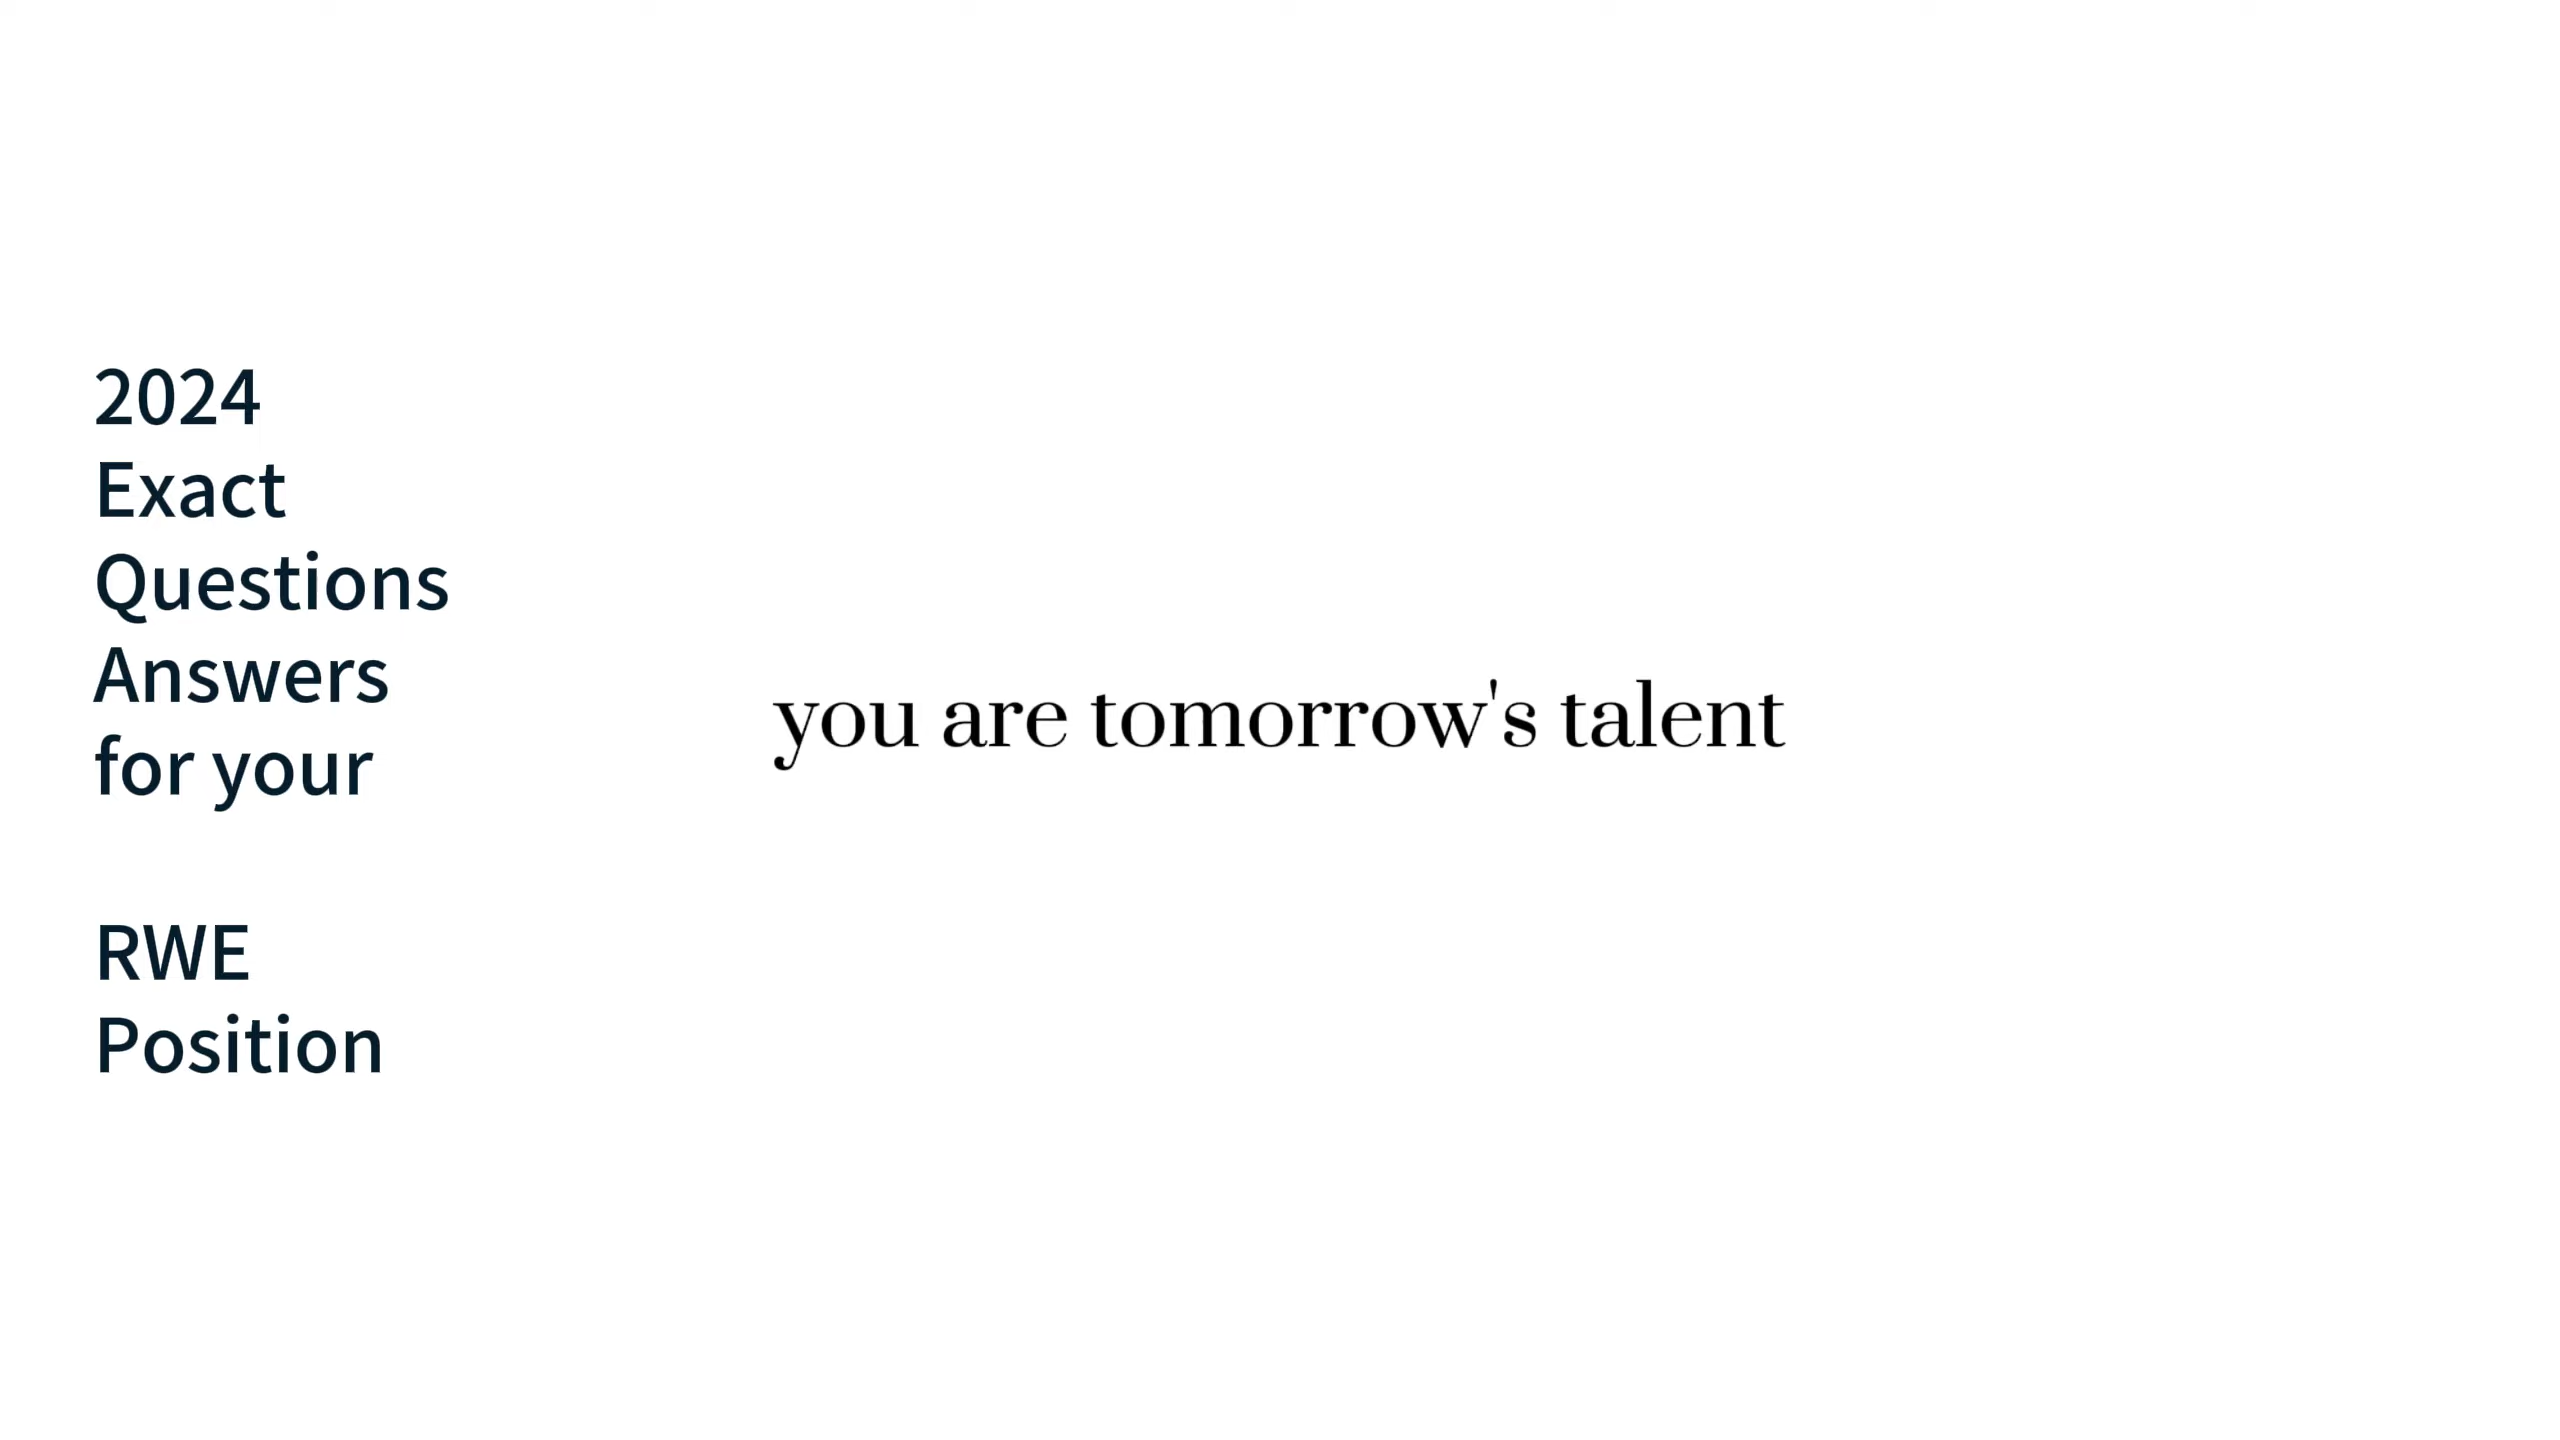 2024
Exact
Questions
Answers
for your
RWE
Position
you are tomorrow's talent